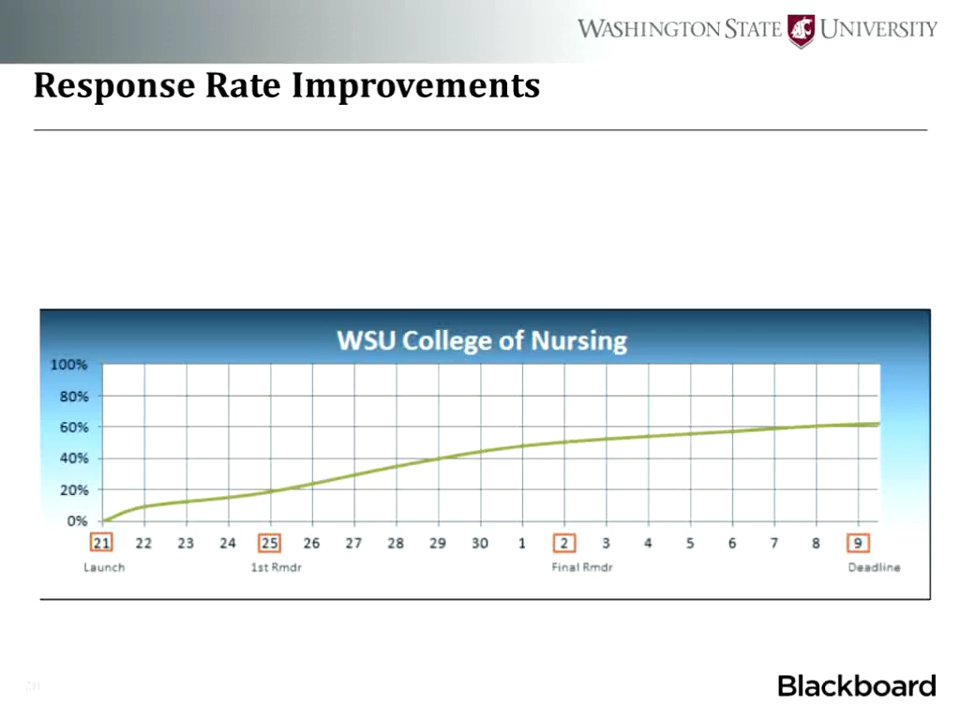 WASHINGTON STATE UNIVERSITY
Response Rate Improvements
WSU College of Nursing
100%
80%
60%
40%
20%
0%
21 22 23 24 25 26 27 28 29 30 1 2 3 4 5 6 7 8 9
Launch 1st Rmdr Final Rmdr Deadline
Blackboard